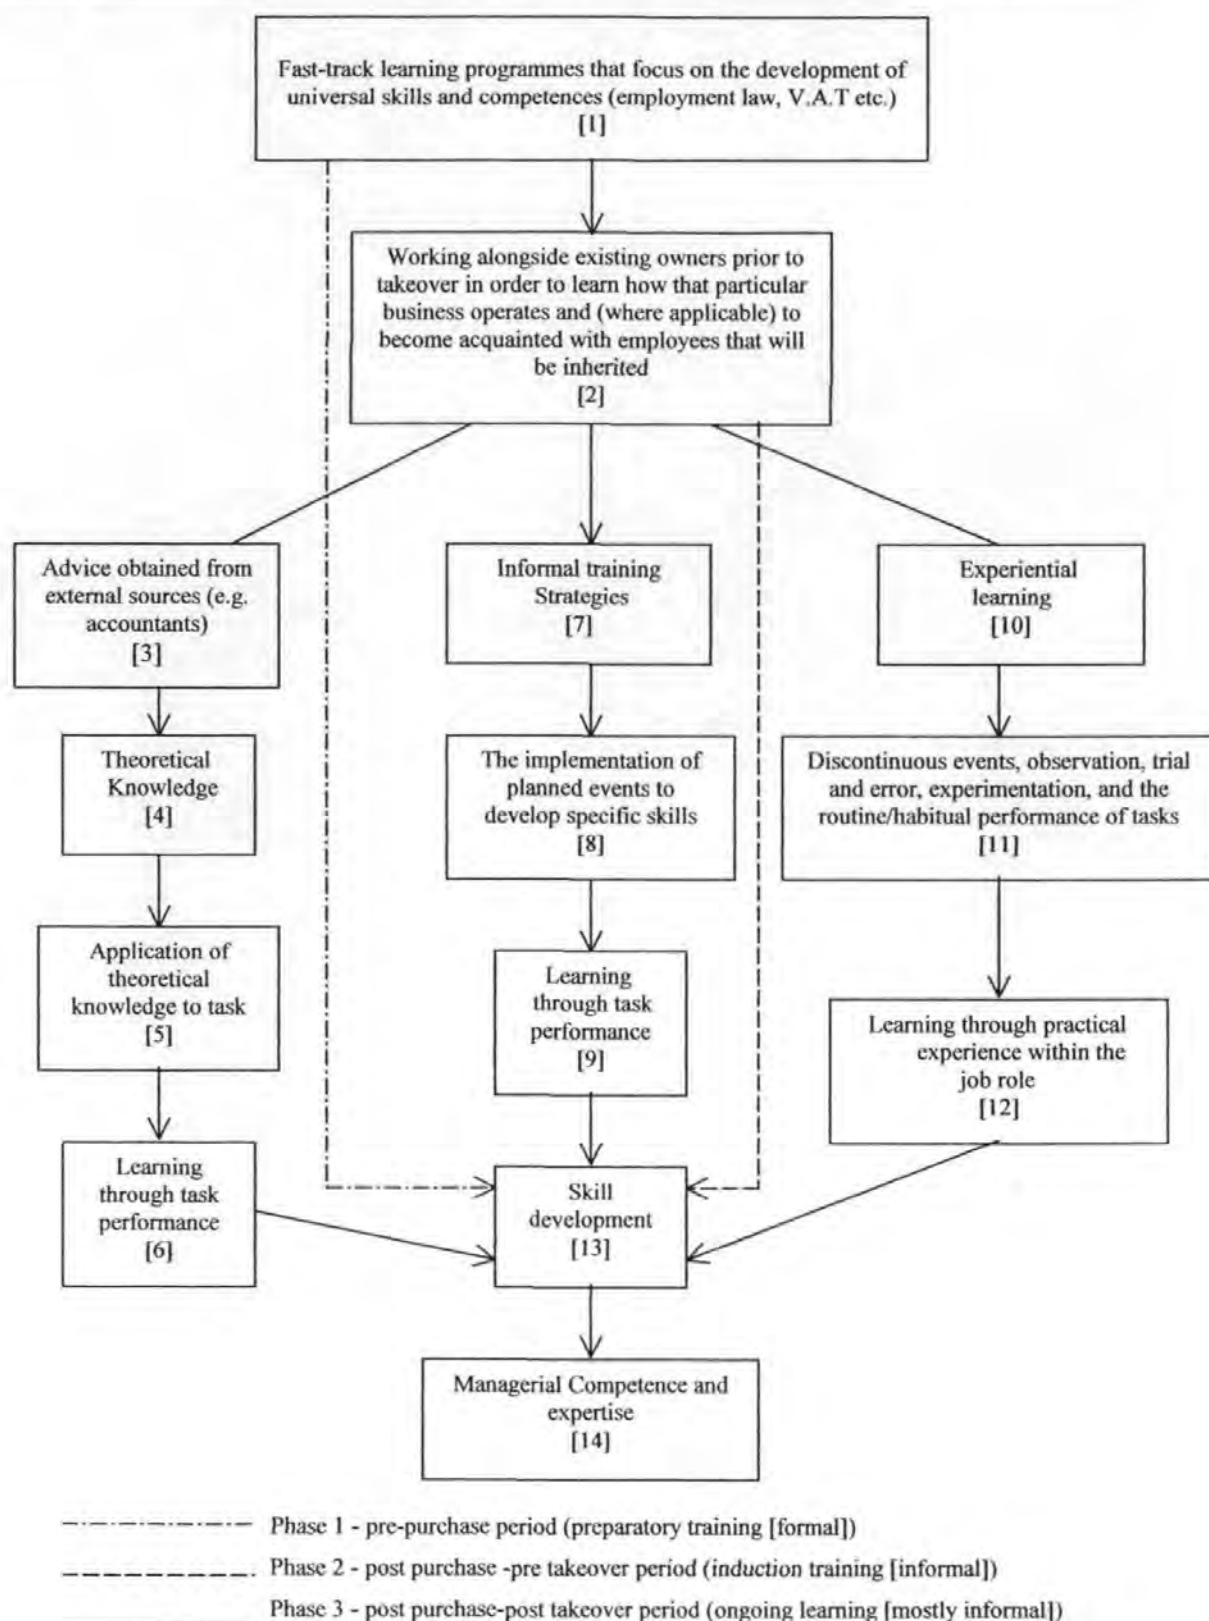 Fast-track learning programmes that focus on the development of
universal skills and competences (employment law, V.A.T etc.)
[1]
Working alongside existing owners prior to
takeover in order to learn how that particular
business operates and (where applicable) to
become acquainted with employees that will
be inherited
[2]
Advice obtained from
external sources (e.g.
accountants)
[3]
Theoretical
Knowledge
[4]
Application of
theoretical
knowledge to task
[5]
Learning
through task
performance
[6]
Informal training
Strategies
[7]
The implementation of
planned events to
develop specific skills
[8]
Learning
through task
performance
[9]
Experiential
learning
[10]
Discontinuous events, observation, trial
and error, experimentation, and the
routine/habitual performance of tasks
[11]
Learning through practical
experience within the
job role
[12]
Skill
development
[13]
Managerial Competence and
expertise
[14]
Phase 1 - pre-purchase period (preparatory training [formal])
Phase 2 - post purchase -pre takeover period (induction training [informal])
Phase 3 - post purchase-post takeover period (ongoing learning [mostly informal])